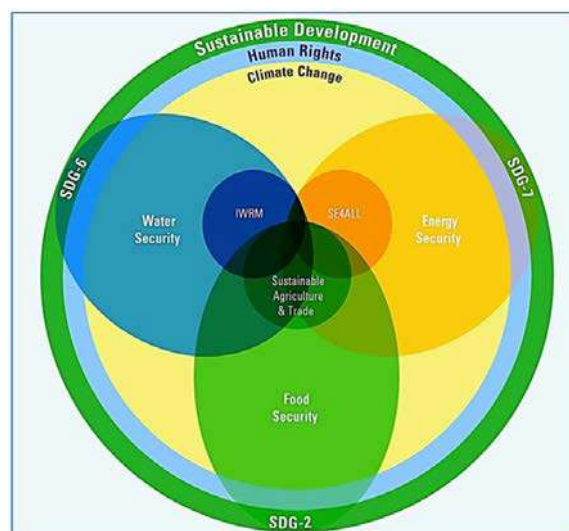 Sustainable Development
Human Rights
Climate Change
SDG-6
SDG-7
IWRM
SE4ALL
Water
Security
Energy
Security
Sustainable
Agriculture
& Trade
Food
Security
SDG-2